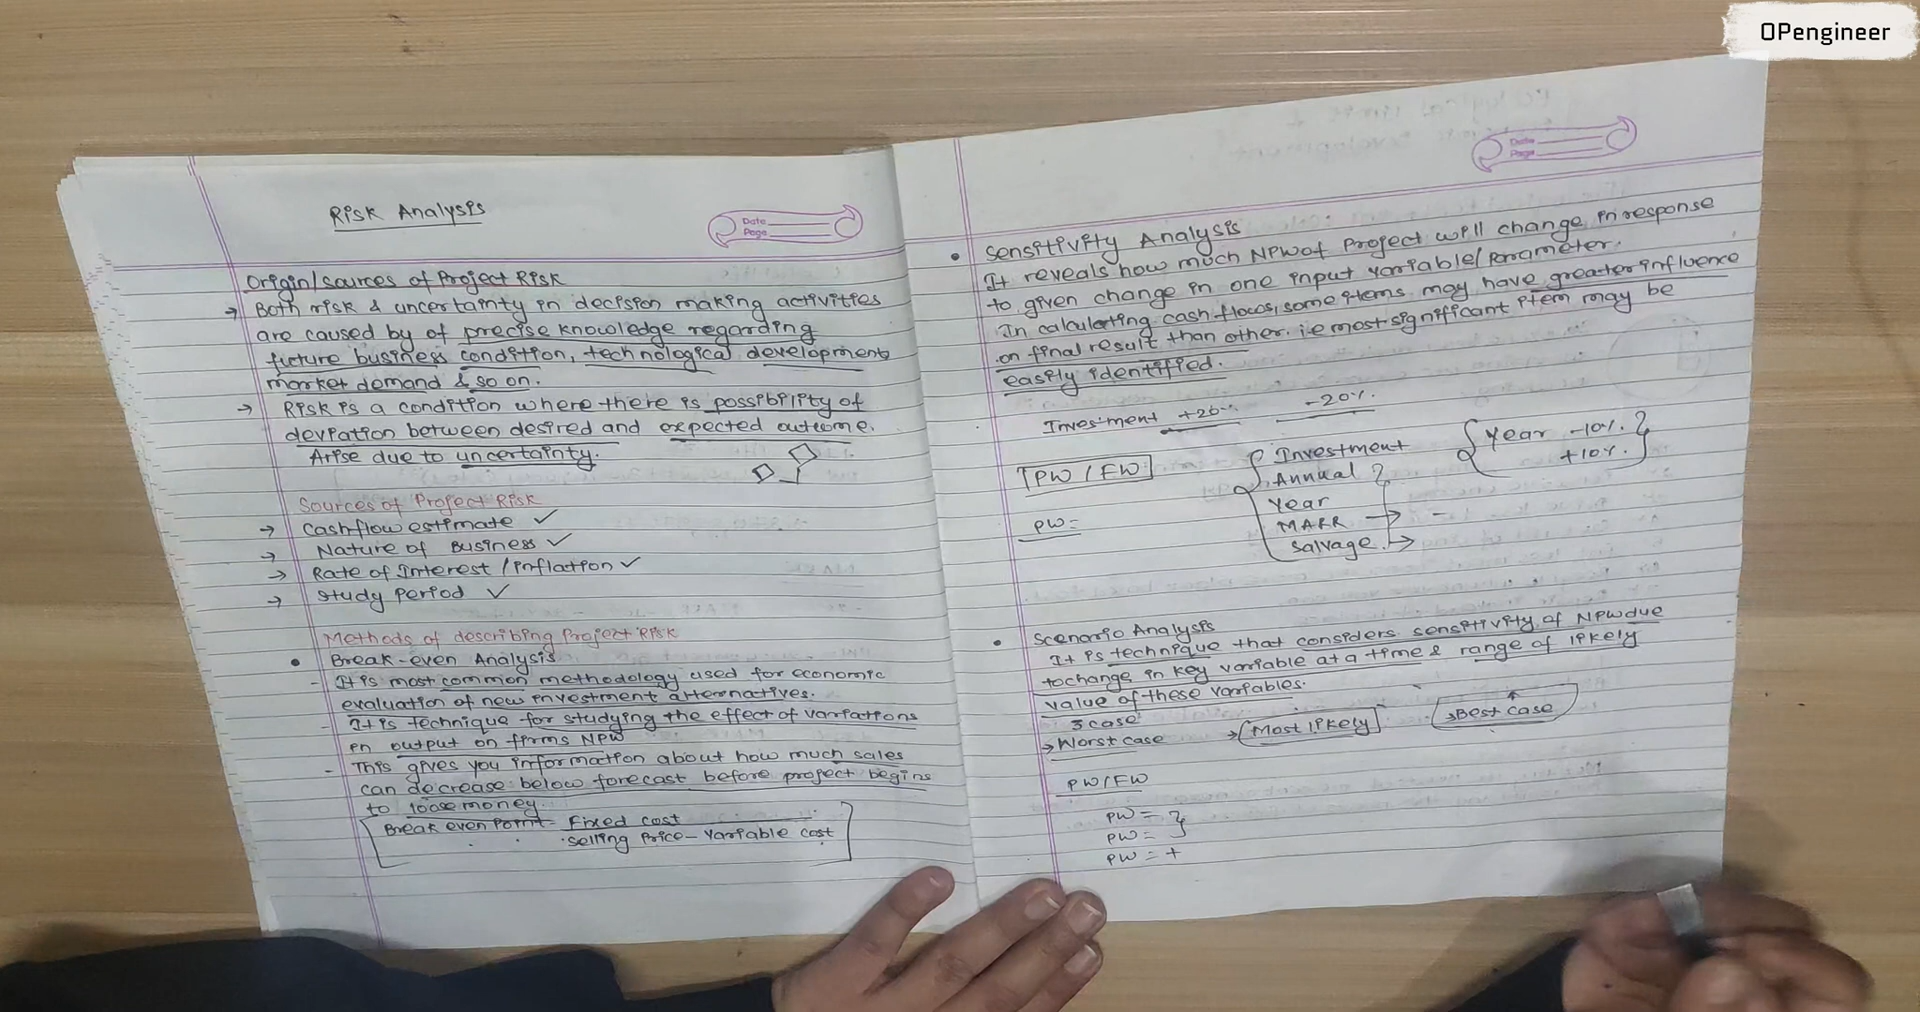 OPengineer
Risk Analysis
Date
Page
Origin/sources of Project Risk
→ Both risk & uncertainty in decision making activities
are caused by of precise knowledge regarding
future business condition, technological development
market demand & so on.
→ Risk is a condition where there is possibility of
deviation between desired and expected outcome.
Arise due to uncertainty.
Sources of Project Risk
→ Cashflow estimate ✓
→ Nature of Business ✓
→ Rate of Interest / inflation ✓
→ Study Period ✓
Methods of describing Project Risk
• Break-even Analysis
- It is most common methodology used for economic
evaluation of new investment alternatives.
- It is technique for studying the effect of variations
in output on firms NPW
- This gives you information about how much sales
can decrease below forecast before project begins
to loose money.
Break even Point = Fixed cost
selling Price - Variable cost
Date
Page
• Sensitivity Analysis
It reveals how much NPW of Project will change in response
to given change in one input variable/parameter.
In calculating cash flows, some items may have greater influence
on final result than other. i.e most significant item may be
easily identified.
Investment +20% -20%.
PW / FW
PW =
{ Investment
Annual }
Year
MARR → -
Salvage. →
{ Year -10%. }
+10%.
• Scenario Analysis
It is technique that considers sensitivity of NPW due
to change in key variable at a time & range of likely
value of these variables.
3 case
→ Worst case → Most likely → Best case
PW/FW
PW = }
PW =
PW = +